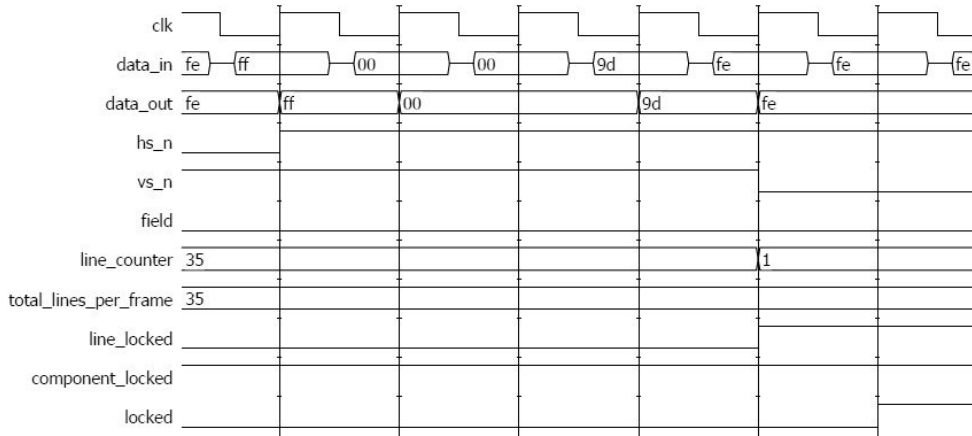 clk
data_in fe ff 00 00 9d fe fe fe
data_out fe ff 00 9d fe
hs_n
vs_n
field
line_counter 35 1
total_lines_per_frame 35
line_locked
component_locked
locked